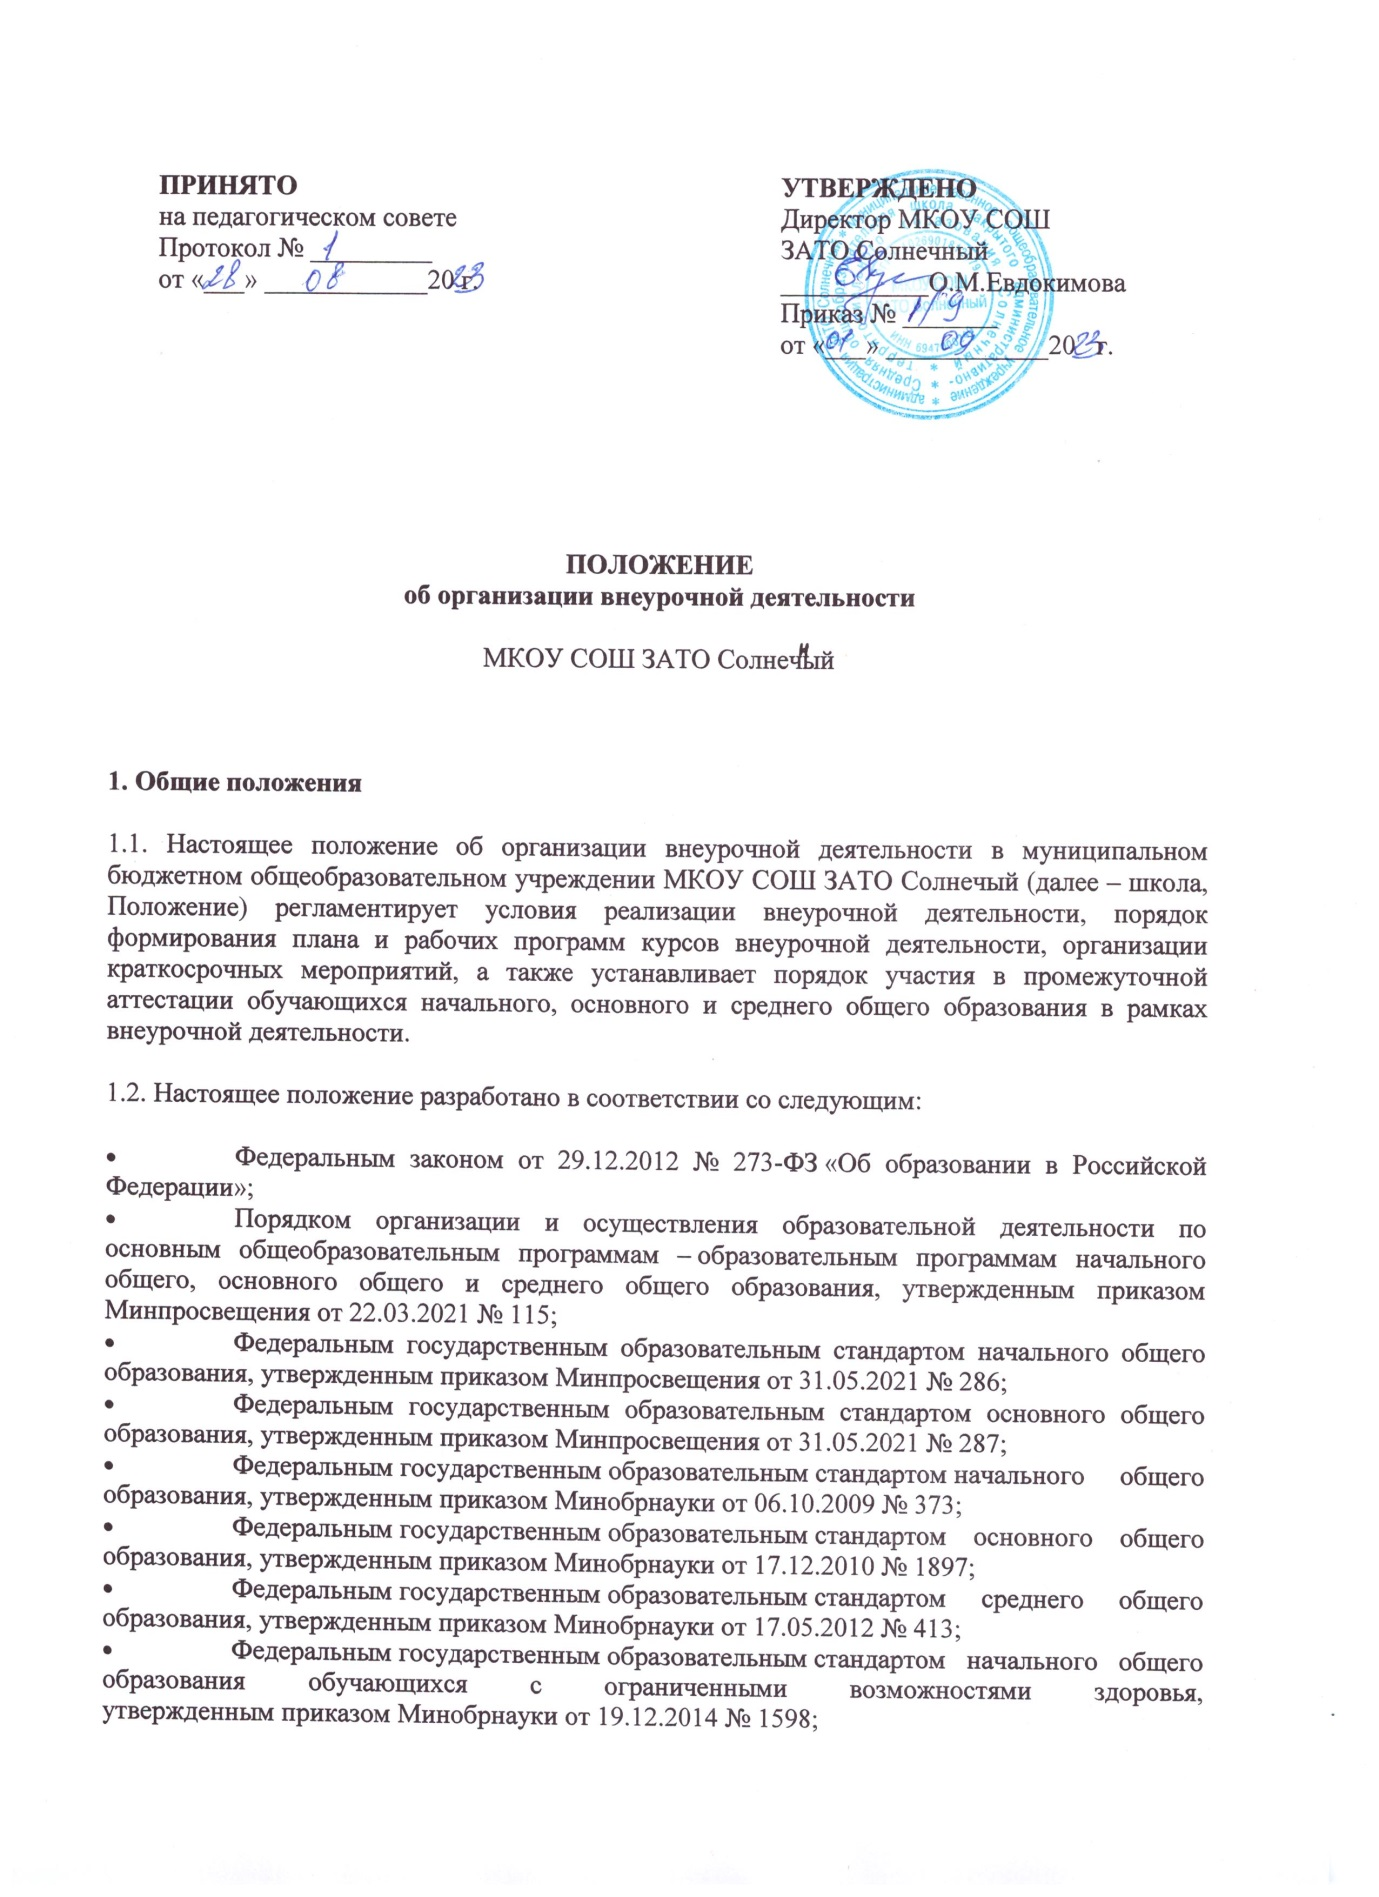 ПРИНЯТО
на педагогическом совете
Протокол № 1
от «28» 08 2023 г.
УТВЕРЖДЕНО
Директор МКОУ СОШ
ЗАТО Солнечный
О.М.Евдокимова
Приказ № 1/9
от «01» 09 2023 г.
ПОЛОЖЕНИЕ
об организации внеурочной деятельности
МКОУ СОШ ЗАТО Солнечный
1. Общие положения
1.1. Настоящее положение об организации внеурочной деятельности в муниципальном
бюджетном общеобразовательном учреждении МКОУ СОШ ЗАТО Солнечый (далее – школа,
Положение) регламентирует условия реализации внеурочной деятельности, порядок
формирования плана и рабочих программ курсов внеурочной деятельности, организации
краткосрочных мероприятий, а также устанавливает порядок участия в промежуточной
аттестации обучающихся начального, основного и среднего общего образования в рамках
внеурочной деятельности.
1.2. Настоящее положение разработано в соответствии со следующим:
• Федеральным законом от 29.12.2012 № 273-ФЗ «Об образовании в Российской
Федерации»;
• Порядком организации и осуществления образовательной деятельности по
основным общеобразовательным программам – образовательным программам начального
общего, основного общего и среднего общего образования, утвержденным приказом
Минпросвещения от 22.03.2021 № 115;
• Федеральным государственным образовательным стандартом начального общего
образования, утвержденным приказом Минпросвещения от 31.05.2021 № 286;
• Федеральным государственным образовательным стандартом основного общего
образования, утвержденным приказом Минпросвещения от 31.05.2021 № 287;
• Федеральным государственным образовательным стандартом начального общего
образования, утвержденным приказом Минобрнауки от 06.10.2009 № 373;
• Федеральным государственным образовательным стандартом основного общего
образования, утвержденным приказом Минобрнауки от 17.12.2010 № 1897;
• Федеральным государственным образовательным стандартом среднего общего
образования, утвержденным приказом Минобрнауки от 17.05.2012 № 413;
• Федеральным государственным образовательным стандартом начального общего
образования обучающихся с ограниченными возможностями здоровья,
утвержденным приказом Минобрнауки от 19.12.2014 № 1598;